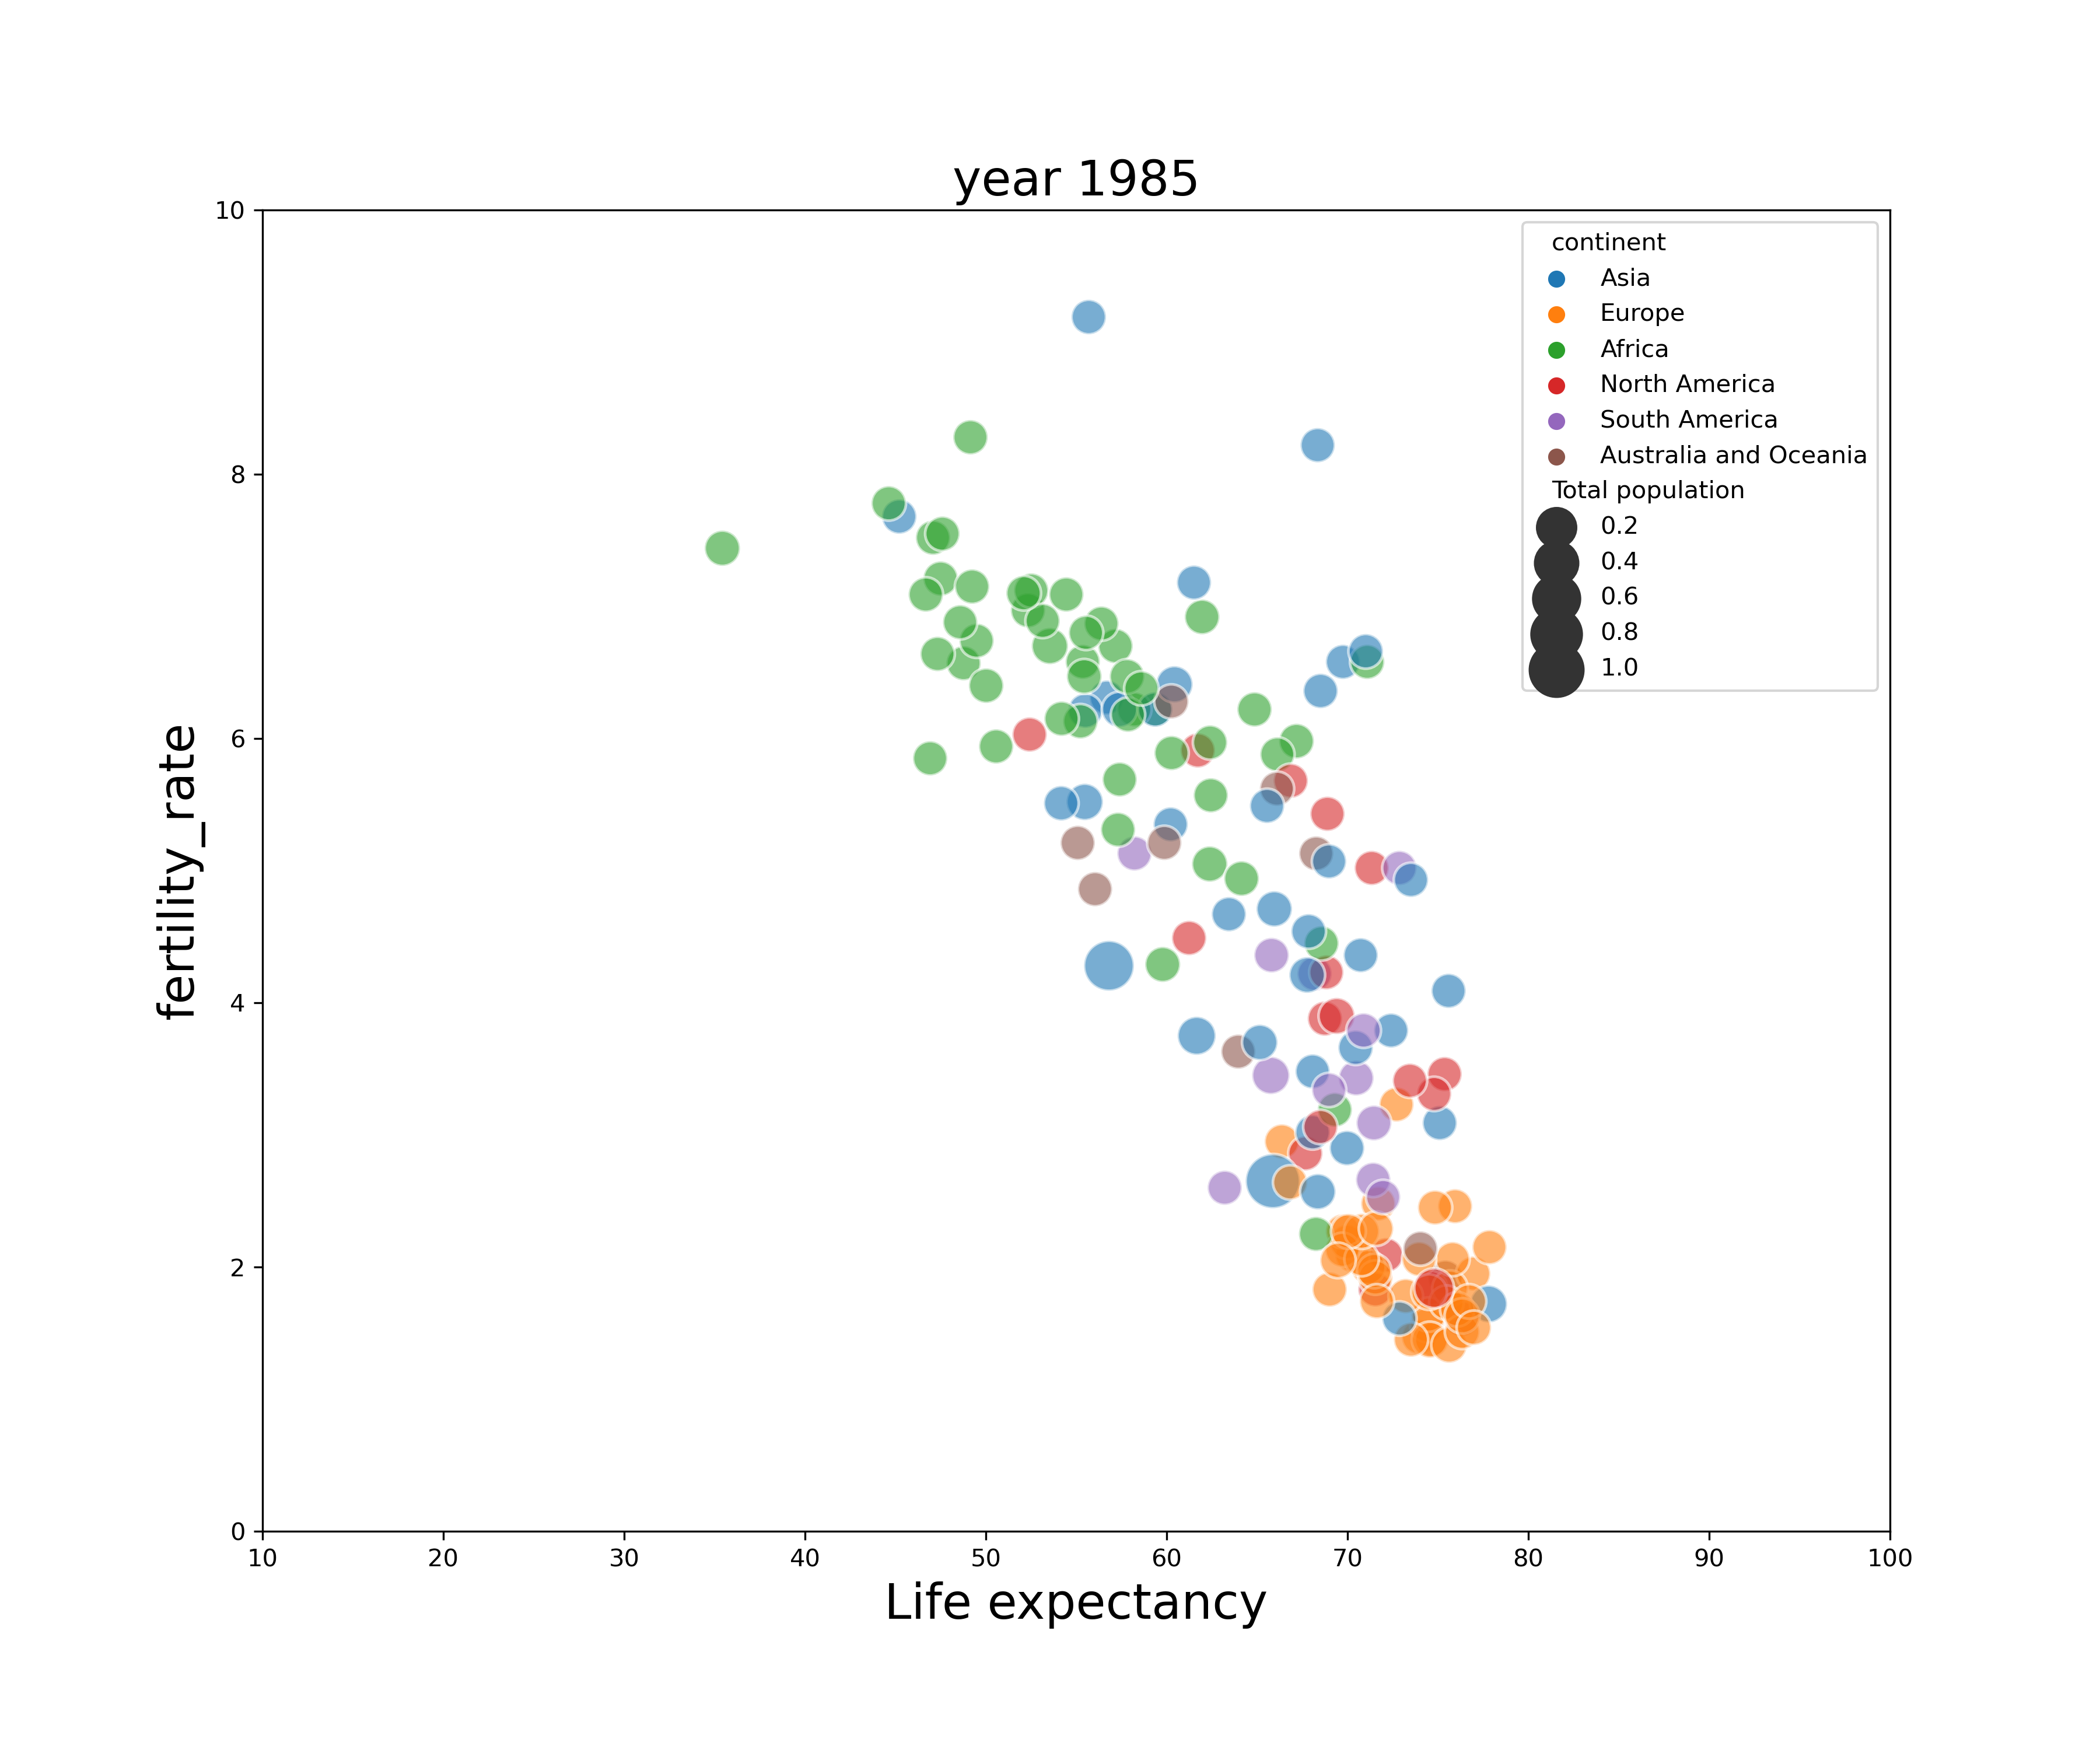 year 1985
10
8
6
4
2
0
fertility_rate
10 20 30 40 50 60 70 80 90 100
Life expectancy
continent
Asia
Europe
Africa
North America
South America
Australia and Oceania
Total population
0.2
0.4
0.6
0.8
1.0